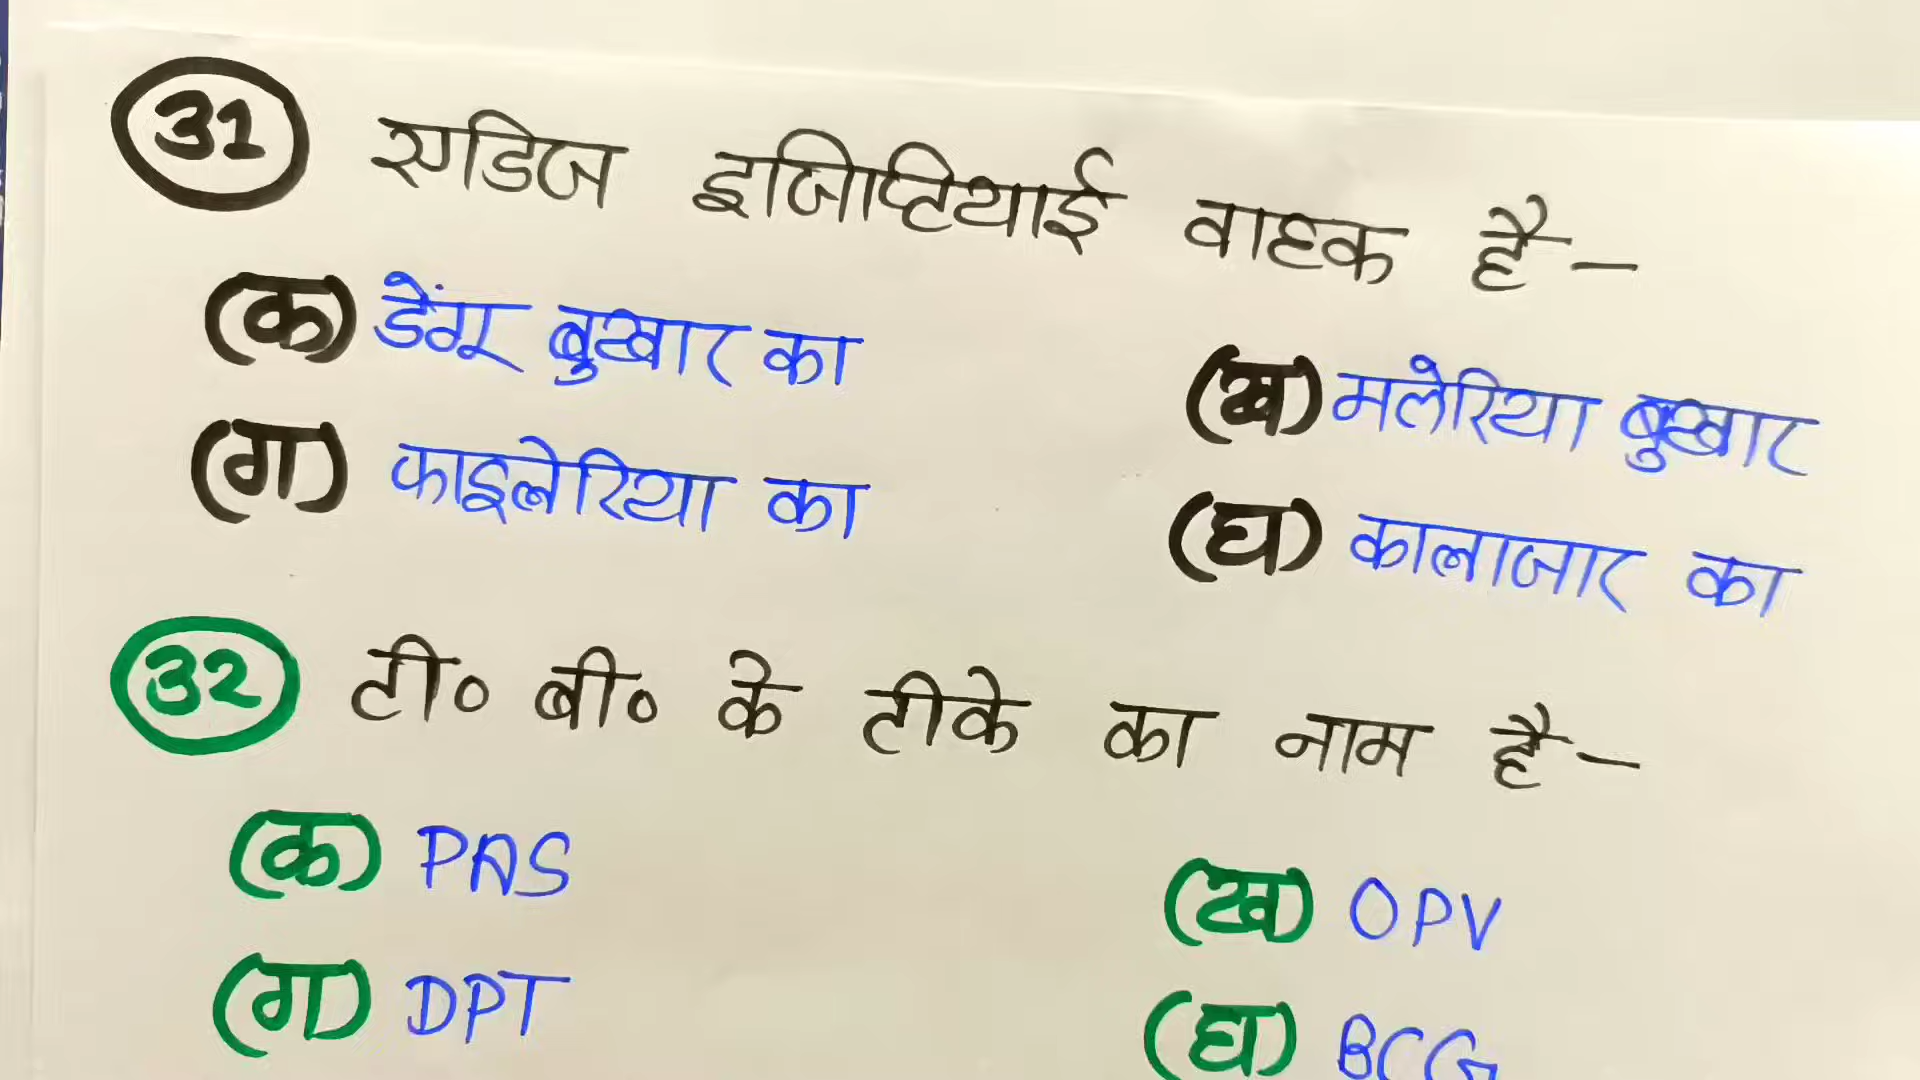 31 एडिज इजिप्टियाई वाहक है-
(क) डेंगू बुखार का (ख) मलेरिया बुखार
(ग) फाइलेरिया का (घ) कालाजार का
32 टी० बी० के टीके का नाम है-
(क) PAS (ख) OPV
(ग) DPT (घ) BCG